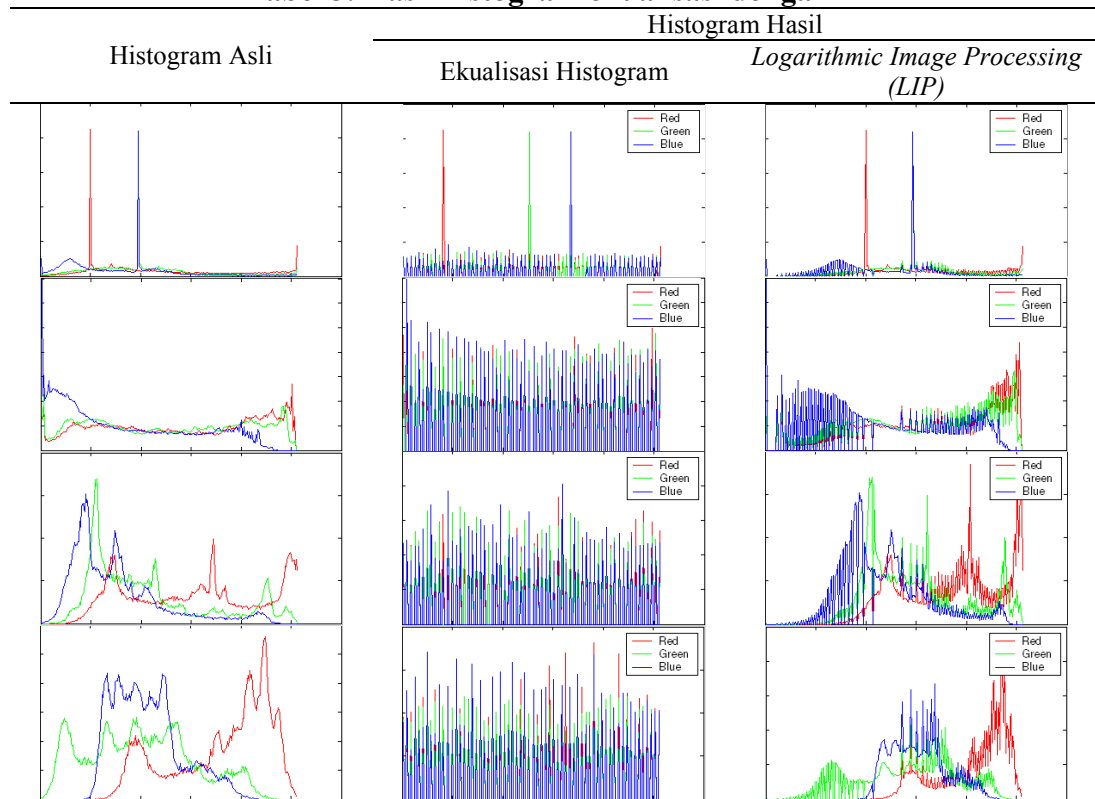 Histogram Asli
Histogram Hasil
Ekualisasi Histogram
Logarithmic Image Processing
(LIP)
Red
Green
Blue
Red
Green
Blue
Red
Green
Blue
Red
Green
Blue
Red
Green
Blue
Red
Green
Blue
Red
Green
Blue
Red
Green
Blue